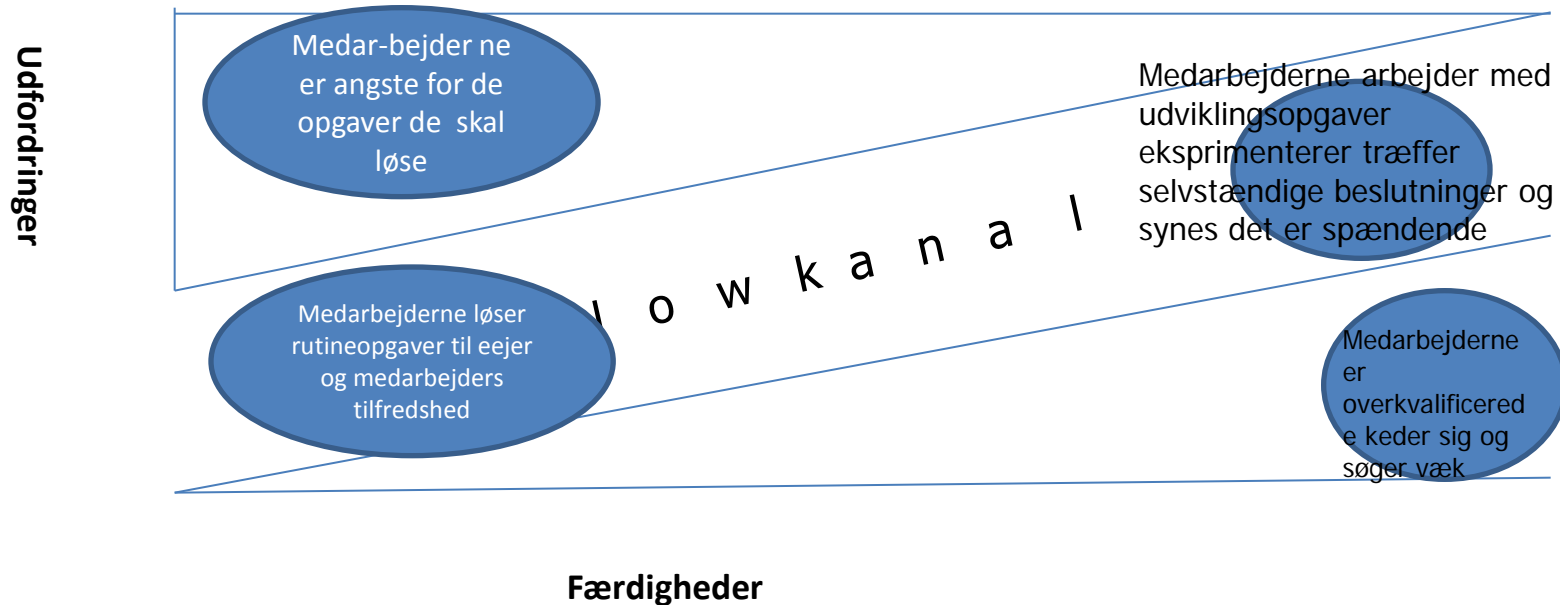 Udfordringer
Medar-bejder ne
er angste for de
opgaver de skal
løse
Medarbejderne arbejder med
udviklingsopgaver
eksprimenterer træffer
selvstændige beslutninger og
synes det er spændende
lowkanal
Medarbejderne løser
rutineopgaver til eejer
og medarbejders
tilfredshed
Medarbejderne
er
overkvalificered
e keder sig og
søger væk
Færdigheder